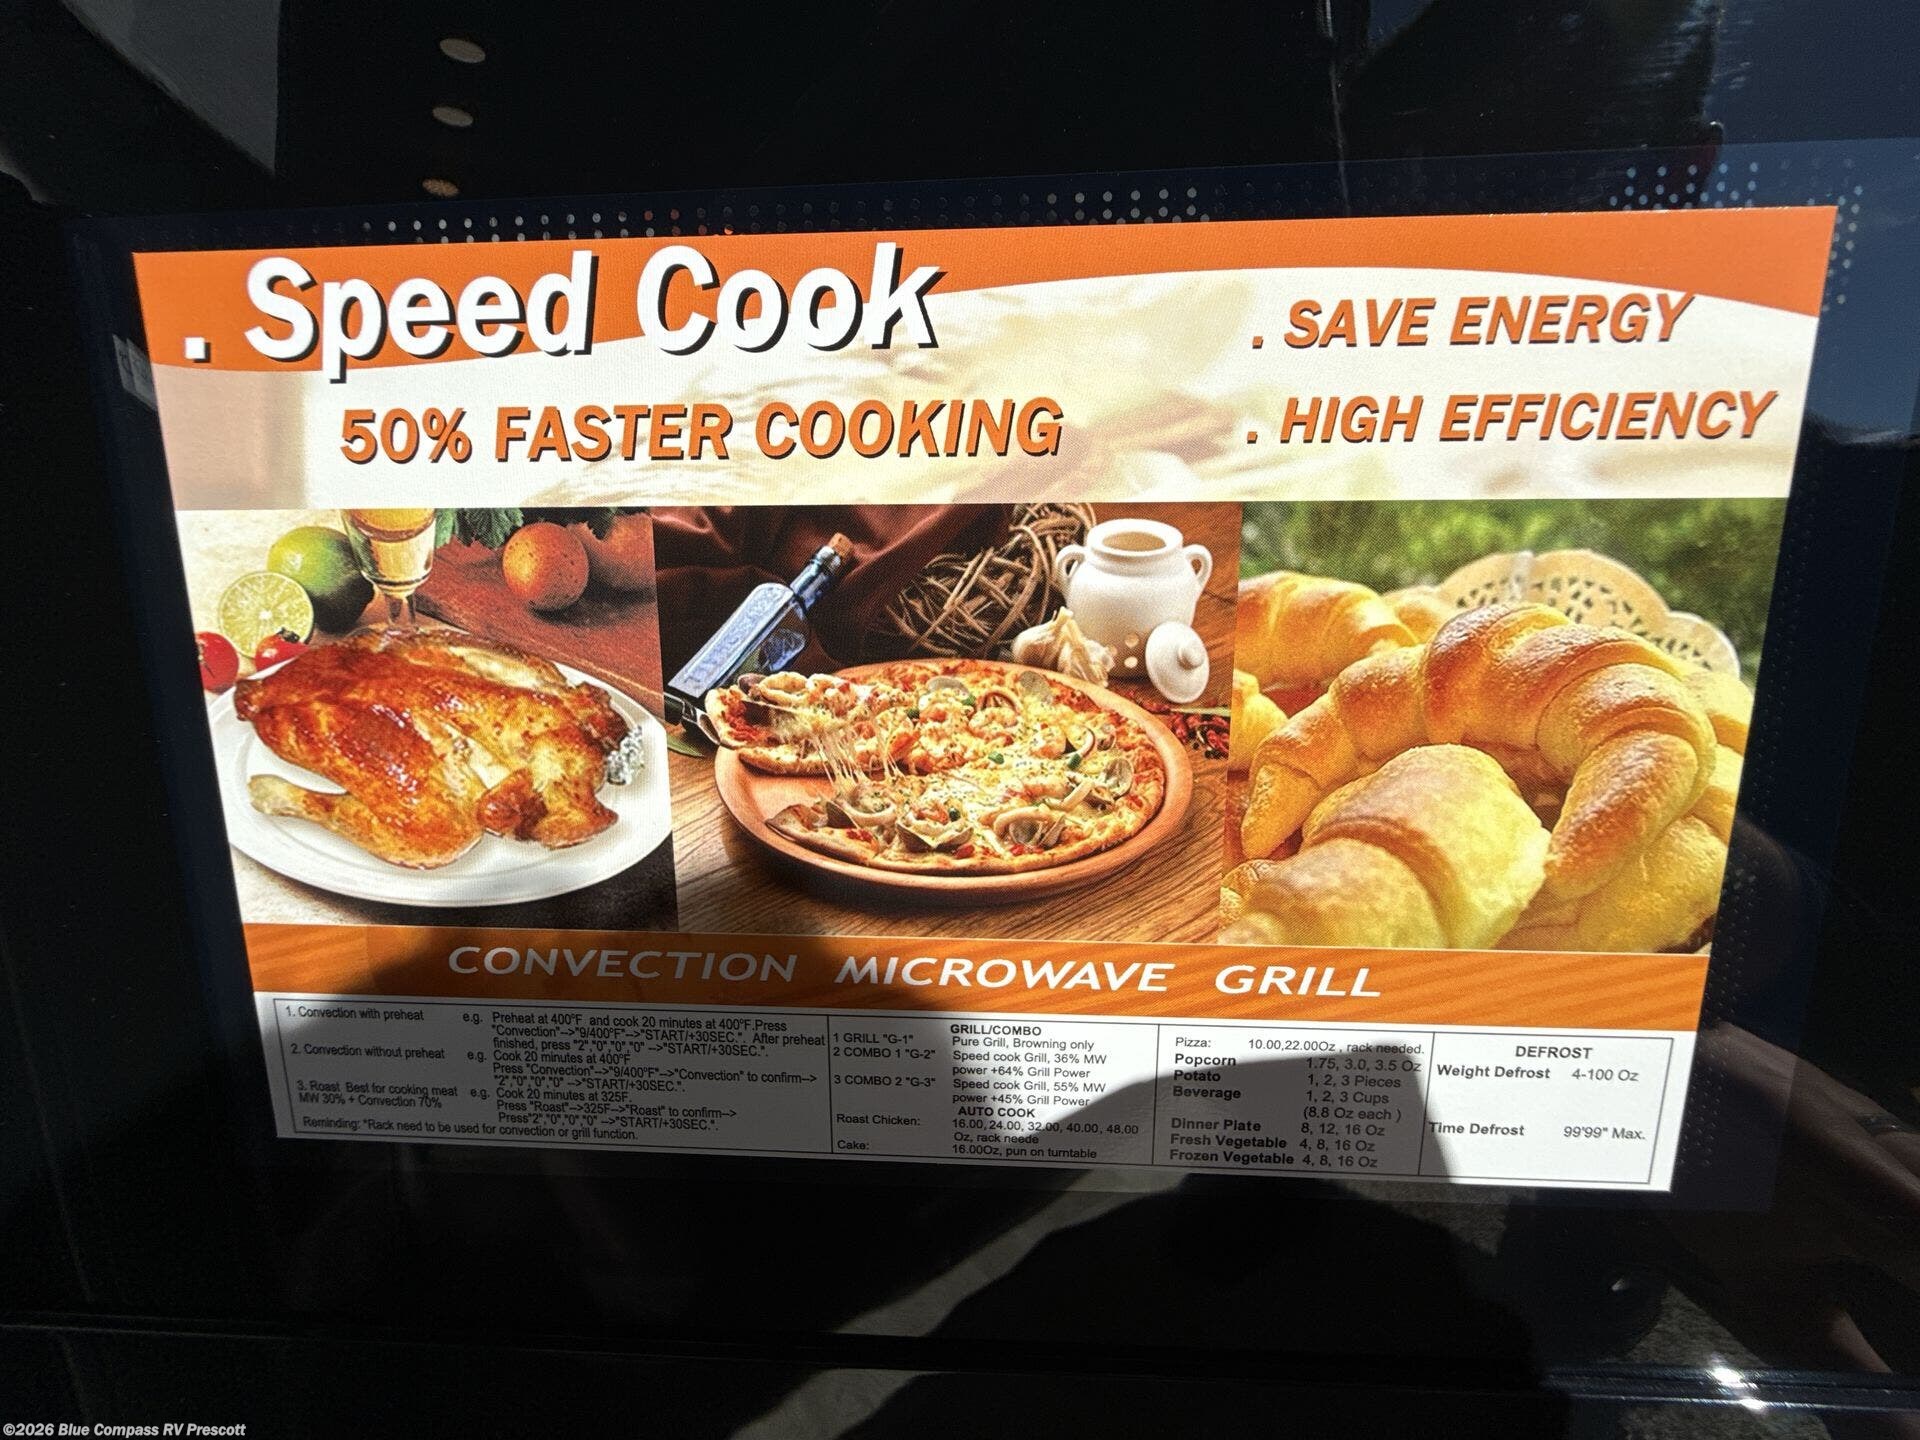 . Speed Cook
50% FASTER COOKING
. SAVE ENERGY
. HIGH EFFICIENCY
CONVECTION MICROWAVE GRILL
1. Convection with preheat
e.g. Preheat at 400°F and cook 20 minutes at 400°F.Press
"Convection"-->"9/400°F"-->"START/+30SEC.". After preheat
finished, press "2","0","0","0" -->"START/+30SEC.".
2. Convection without preheat
e.g. Cook 20 minutes at 400°F
Press "Convection"-->"9/400°F"-->"Convection" to confirm-->
"2","0","0","0" -->"START/+30SEC.".
3. Roast Best for cooking meat
MW 30% + Convection 70%
e.g. Cook 20 minutes at 325F.
Press "Roast"-->325F-->"Roast" to confirm-->
Press"2","0","0","0" -->"START/+30SEC.".
Reminding: *Rack need to be used for convection or grill function.
GRILL/COMBO
1 GRILL "G-1" Pure Grill, Browning only
2 COMBO 1 "G-2" Speed cook Grill, 36% MW
power +64% Grill Power
3 COMBO 2 "G-3" Speed cook Grill, 55% MW
power +45% Grill Power
AUTO COOK
Roast Chicken: 16.00, 24.00, 32.00, 40.00, 48.00
Oz, rack neede
Cake: 16.00Oz, pun on turntable
Pizza: 10.00,22.00Oz , rack needed.
Popcorn 1.75, 3.0, 3.5 Oz
Potato 1, 2, 3 Pieces
Beverage 1, 2, 3 Cups
(8.8 Oz each )
Dinner Plate 8, 12, 16 Oz
Fresh Vegetable 4, 8, 16 Oz
Frozen Vegetable 4, 8, 16 Oz
DEFROST
Weight Defrost 4-100 Oz
Time Defrost 99'99" Max.
©2026 Blue Compass RV Prescott